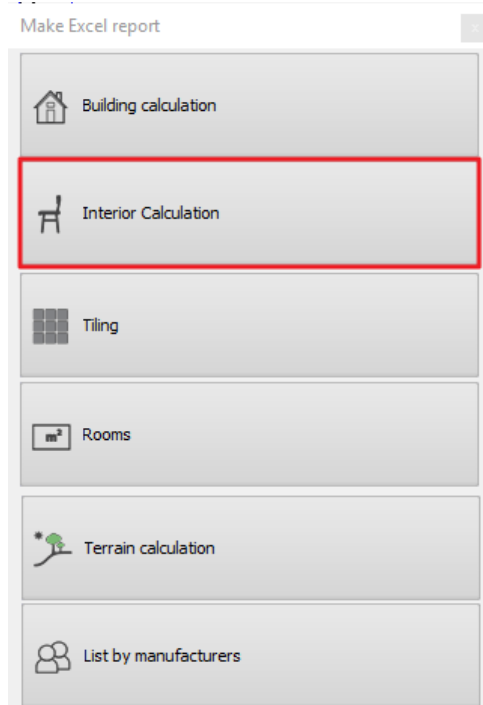 Make Excel report
x
Building calculation
Interior Calculation
Tiling
m²
Rooms
Terrain calculation
List by manufacturers